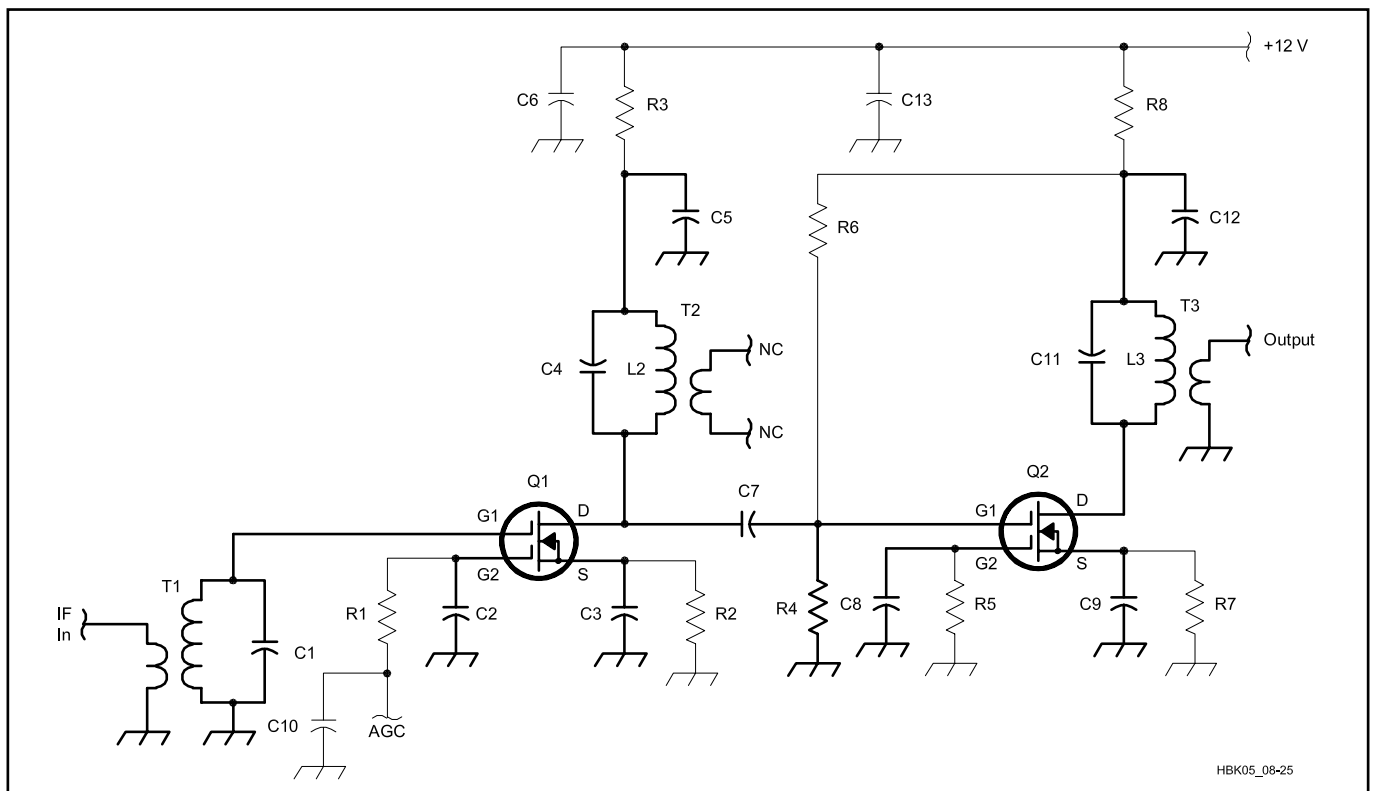 +12 V
C6
R3
C13
R8
C5
R6
C12
T2
T3
NC
Output
C4
L2
C11
L3
NC
Q1
Q2
C7
G1
D
G1
D
G2
S
G2
S
T1
IF
In
R1
C2
C3
R2
R4
C8
R5
C9
R7
C1
C10
AGC
HBK05_08-25